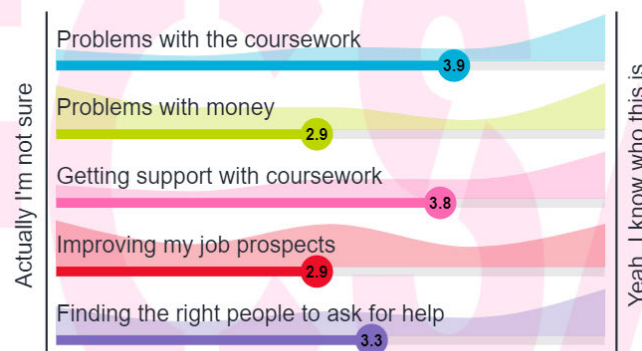 Problems with the coursework
3.9
Problems with money
2.9
Getting support with coursework
3.8
Improving my job prospects
2.9
Finding the right people to ask for help
3.3
Actually I'm not sure
Yeah, I know who this is